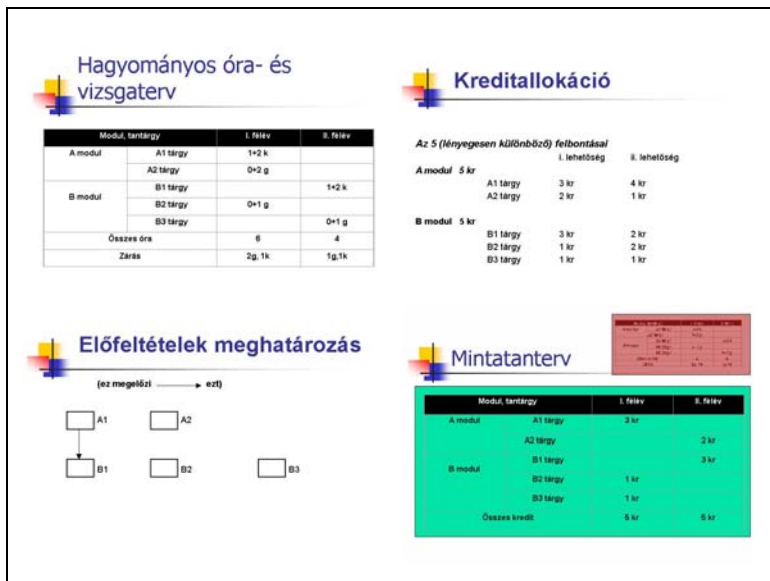 Hagyományos óra- és
vizsgaterv
Modul, tantárgy I. félév II. félév
A modul A1 tárgy 1+2 k
A2 tárgy 0+2 g
B modul B1 tárgy 1+2 k
B2 tárgy 0+1 g
B3 tárgy 0+1 g
Összes óra 6 4
Zárás 2g, 1k 1g,1k
Kreditallokáció
Az 5 (lényegesen különböző) felbontásai
i. lehetőség ii. lehetőség
A modul 5 kr
A1 tárgy 3 kr 4 kr
A2 tárgy 2 kr 1 kr
B modul 5 kr
B1 tárgy 3 kr 2 kr
B2 tárgy 1 kr 2 kr
B3 tárgy 1 kr 1 kr
Előfeltételek meghatározás
(ez megelőzi ezt)
A1 A2
B1 B2 B3
Mintatanterv
Modul, tantárgy I. félév II. félév
A modul A1 tárgy 3 kr
A2 tárgy 2 kr
B modul B1 tárgy 3 kr
B2 tárgy 1 kr
B3 tárgy 1 kr
Összes kredit 5 kr 5 kr